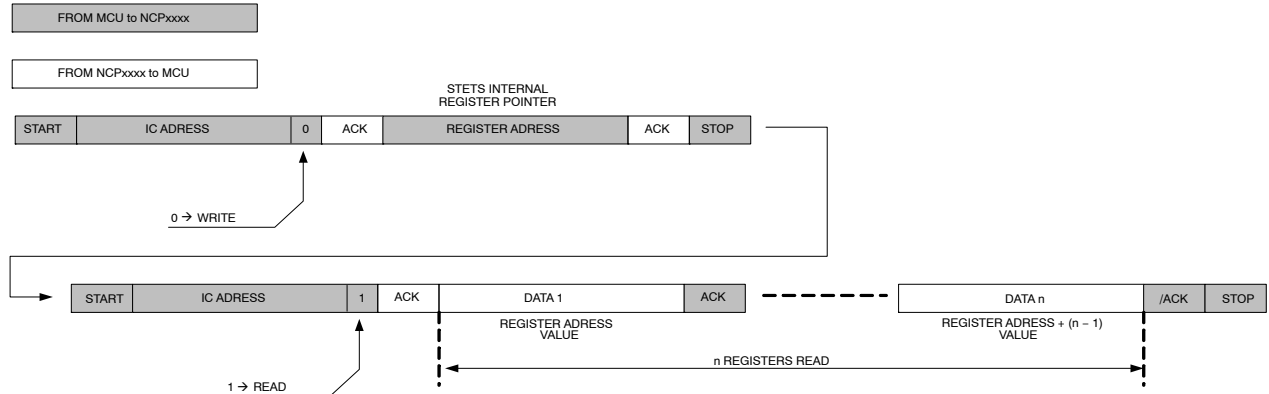 FROM MCU to NCPxxxx
FROM NCPxxxx to MCU
STETS INTERNAL
REGISTER POINTER
START IC ADRESS 0 ACK REGISTER ADRESS ACK STOP
0 → WRITE
START IC ADRESS 1 ACK DATA 1 ACK DATA n /ACK STOP
REGISTER ADRESS
VALUE
REGISTER ADRESS + (n − 1)
VALUE
n REGISTERS READ
1 → READ